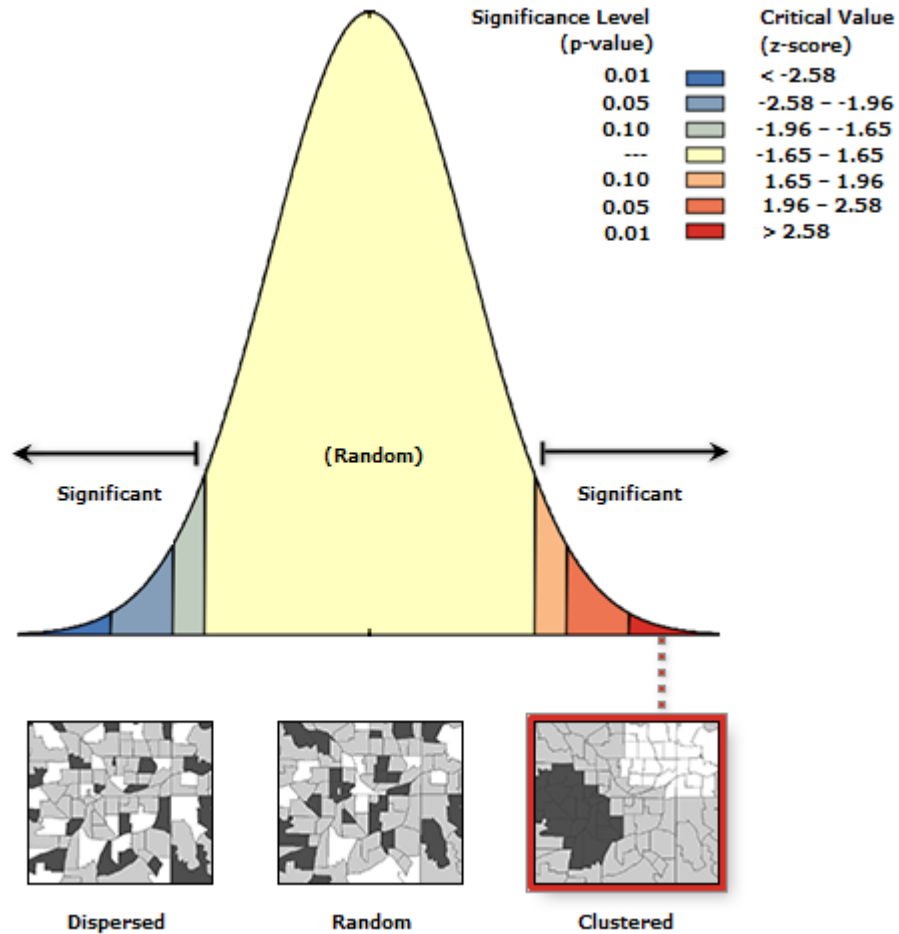 Significance Level Critical Value
(p-value) (z-score)
0.01 < -2.58
0.05 -2.58 – -1.96
0.10 -1.96 – -1.65
--- -1.65 – 1.65
0.10 1.65 – 1.96
0.05 1.96 – 2.58
0.01 > 2.58
(Random)
Significant Significant
Dispersed Random Clustered